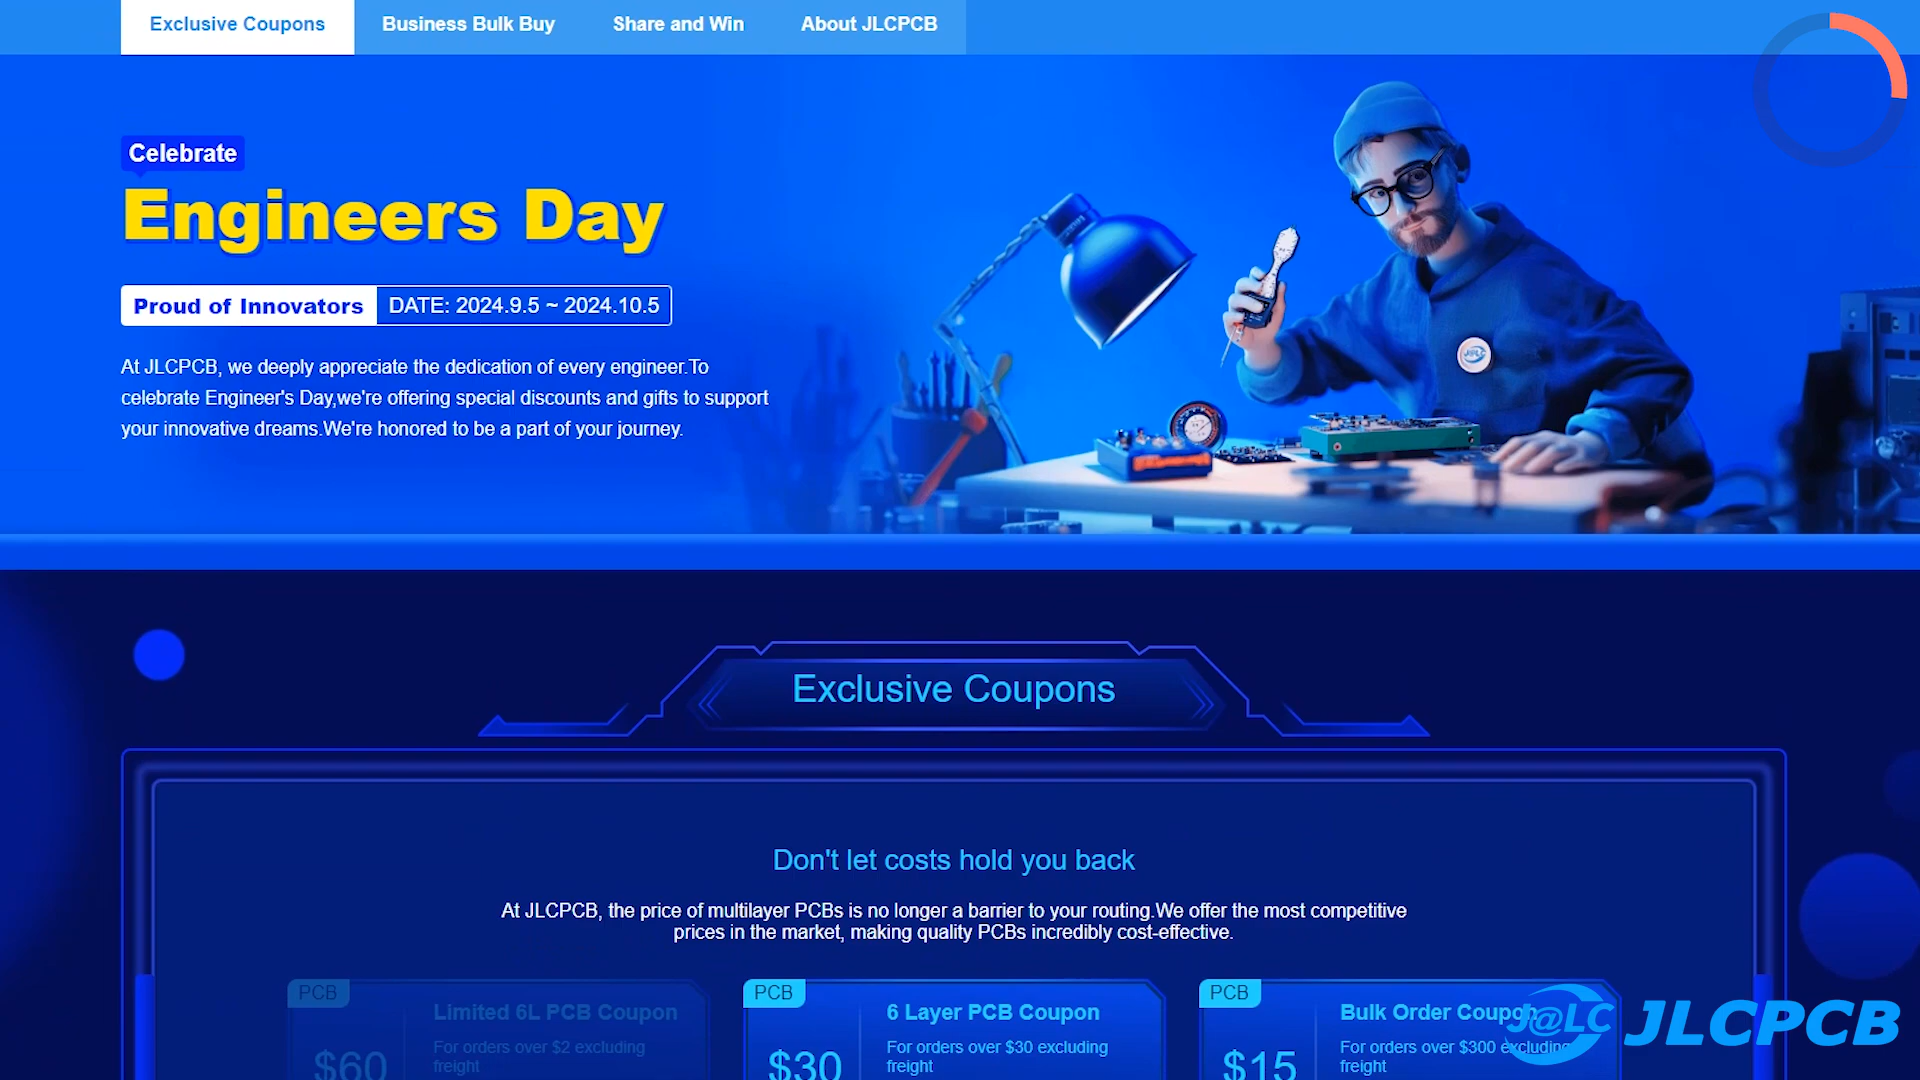 Exclusive Coupons
Business Bulk Buy
Share and Win
About JLCPCB
Celebrate
Engineers Day
Proud of Innovators
DATE: 2024.9.5 ~ 2024.10.5
At JLCPCB, we deeply appreciate the dedication of every engineer.To
celebrate Engineer's Day,we're offering special discounts and gifts to support
your innovative dreams.We're honored to be a part of your journey.
J@LC
Exclusive Coupons
Don't let costs hold you back
At JLCPCB, the price of multilayer PCBs is no longer a barrier to your routing.We offer the most competitive
prices in the market, making quality PCBs incredibly cost-effective.
PCB
Limited 6L PCB Coupon
For orders over $2 excluding
freight
$60
PCB
6 Layer PCB Coupon
For orders over $30 excluding
freight
$30
PCB
Bulk Order Coupon
For orders over $300 excluding
freight
$15
J@LC JLCPCB